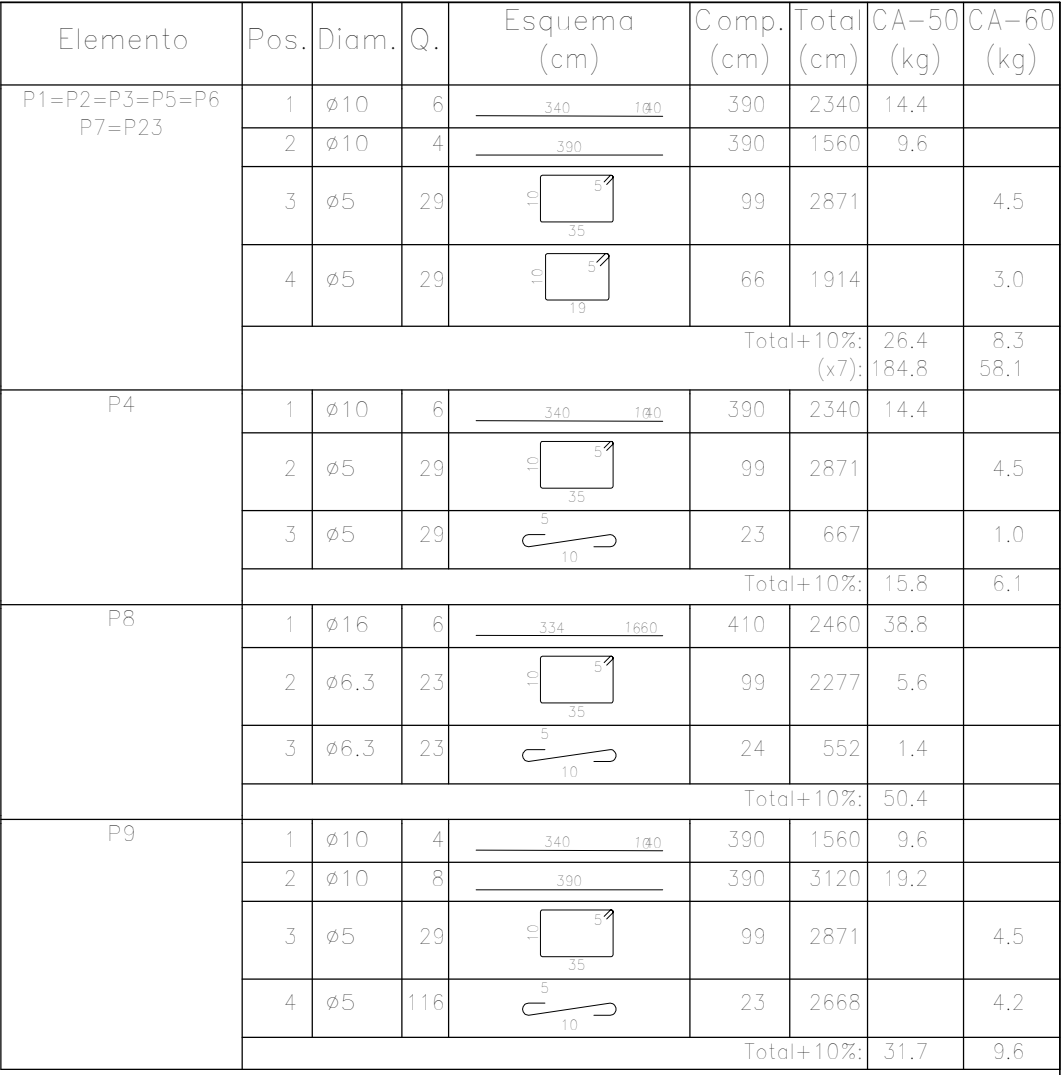 Elemento Pos. Diam. Q. Esquema (cm) Comp. (cm) Total (cm) CA-50 (kg) CA-60 (kg)
P1=P2=P3=P5=P6
P7=P23
1 ø10 6 340 10 40 390 2340 14.4
2 ø10 4 390 390 1560 9.6
3 ø5 29 10 5 35 99 2871 4.5
4 ø5 29 10 5 19 66 1914 3.0
Total+10%: 26.4 8.3
(x7): 184.8 58.1
P4
1 ø10 6 340 10 40 390 2340 14.4
2 ø5 29 10 5 35 99 2871 4.5
3 ø5 29 5 10 23 667 1.0
Total+10%: 15.8 6.1
P8
1 ø16 6 334 16 60 410 2460 38.8
2 ø6.3 23 10 5 35 99 2277 5.6
3 ø6.3 23 5 10 24 552 1.4
Total+10%: 50.4
P9
1 ø10 4 340 10 40 390 1560 9.6
2 ø10 8 390 390 3120 19.2
3 ø5 29 10 5 35 99 2871 4.5
4 ø5 116 5 10 23 2668 4.2
Total+10%: 31.7 9.6